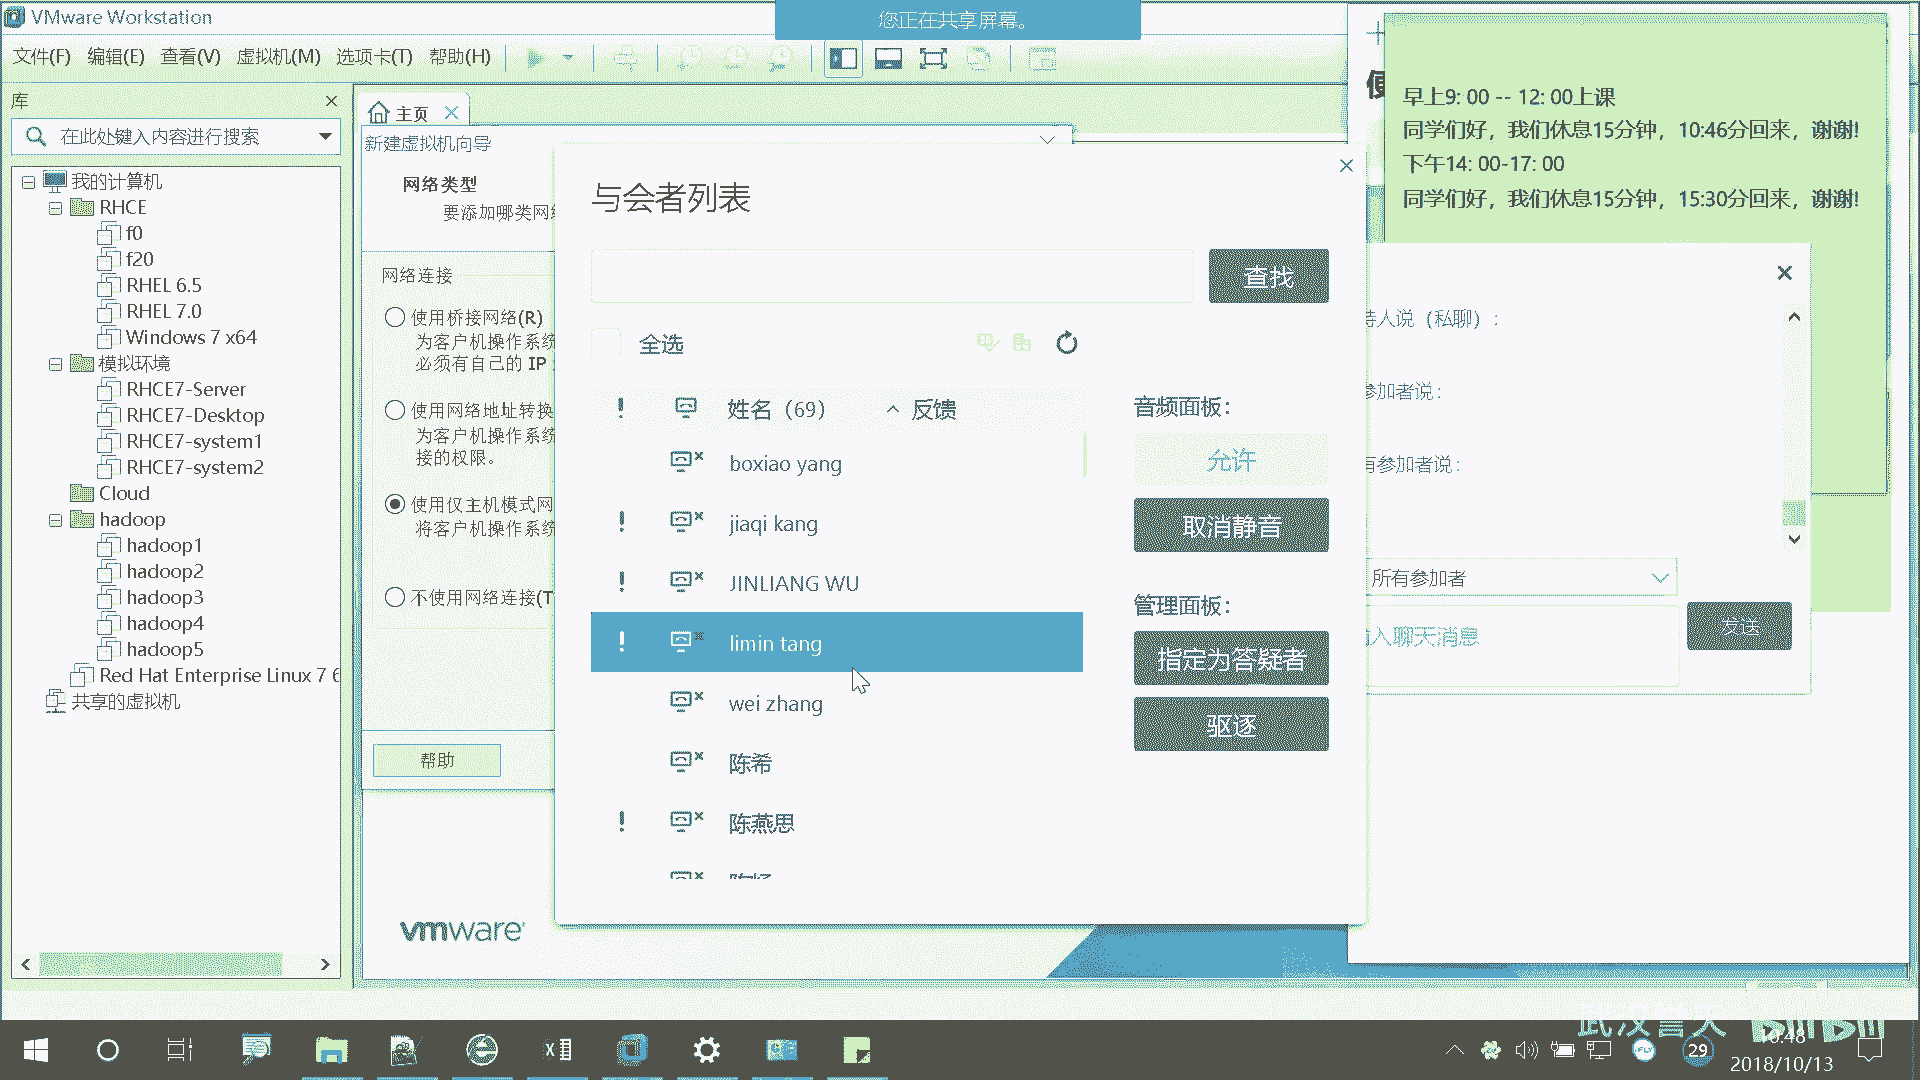 VMware Workstation
您正在共享屏幕。
文件(F) 编辑(E) 查看(V) 虚拟机(M) 选项卡(T) 帮助(H)
库
在此处键入内容进行搜索
我的计算机
RHCE
f0
f20
RHEL 6.5
RHEL 7.0
Windows 7 x64
模拟环境
RHCE7-Server
RHCE7-Desktop
RHCE7-system1
RHCE7-system2
Cloud
hadoop
hadoop1
hadoop2
hadoop3
hadoop4
hadoop5
Red Hat Enterprise Linux 7 6
共享的虚拟机
主页
新建虚拟机向导
网络类型
要添加哪类网络
网络连接
使用桥接网络(R)
为客户机操作系统
必须有自己的 IP
使用网络地址转换
为客户机操作系统
接的权限。
使用仅主机模式网
将客户机操作系统
不使用网络连接(T
帮助
vmware
与会者列表
查找
全选
姓名（69） 反馈
boxiao yang
jiaqi kang
JINLIANG WU
limin tang
wei zhang
陈希
陈燕思
音频面板：
允许
取消静音
管理面板：
指定为答疑者
驱逐
早上9: 00 -- 12: 00上课
同学们好，我们休息15分钟，10:46分回来，谢谢!
下午14: 00-17: 00
同学们好，我们休息15分钟，15:30分回来，谢谢!
持人说（私聊）：
参加者说：
有参加者说：
所有参加者
输入聊天消息
发送
武汉誉天
bilibili
29
10:48
2018/10/13